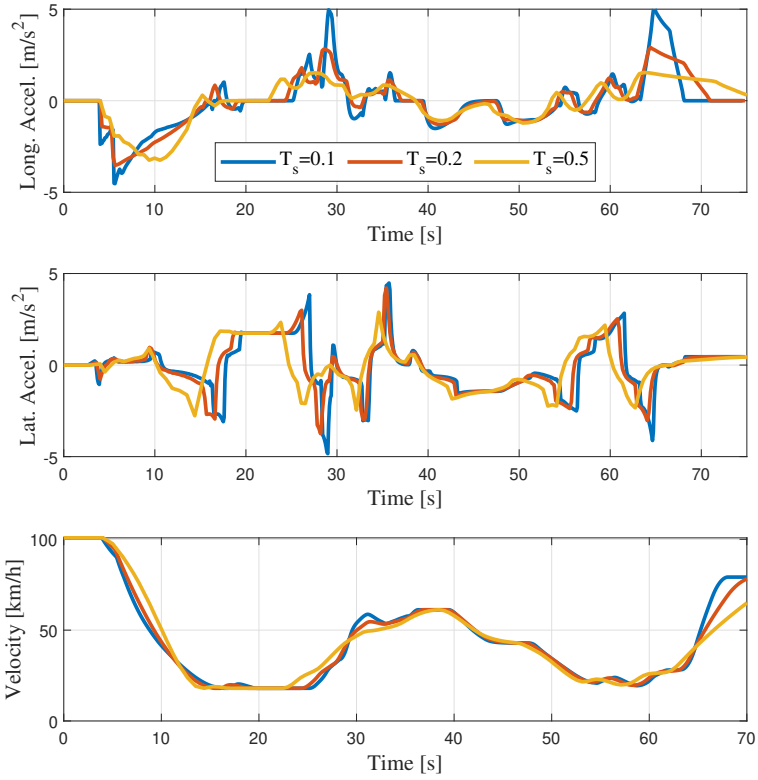 Long. Accel. [m/s²]
5
0
-5
T_s=0.1 T_s=0.2 T_s=0.5
0 10 20 30 40 50 60 70
Time [s]
Lat. Accel. [m/s²]
5
0
-5
0 10 20 30 40 50 60 70
Time [s]
Velocity [km/h]
100
50
0
0 10 20 30 40 50 60 70
Time [s]